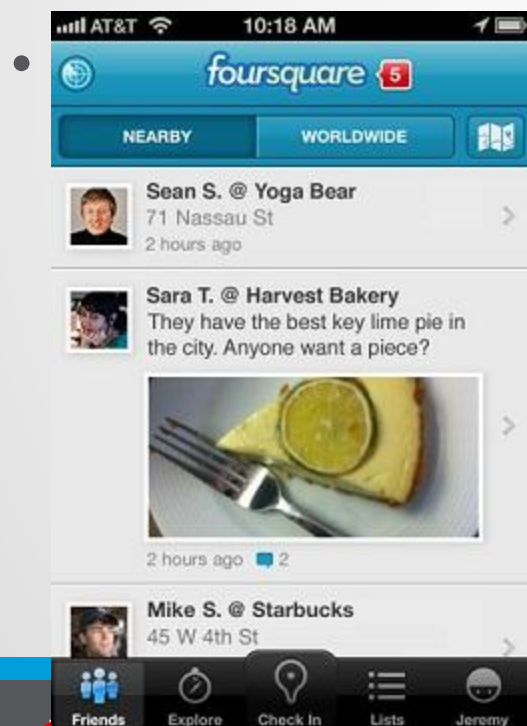 AT&T 10:18 AM
foursquare 5
NEARBY WORLDWIDE
Sean S. @ Yoga Bear
71 Nassau St
2 hours ago
Sara T. @ Harvest Bakery
They have the best key lime pie in
the city. Anyone want a piece?
2 hours ago 2
Mike S. @ Starbucks
45 W 4th St
Friends Explore Check In Lists Jeremy